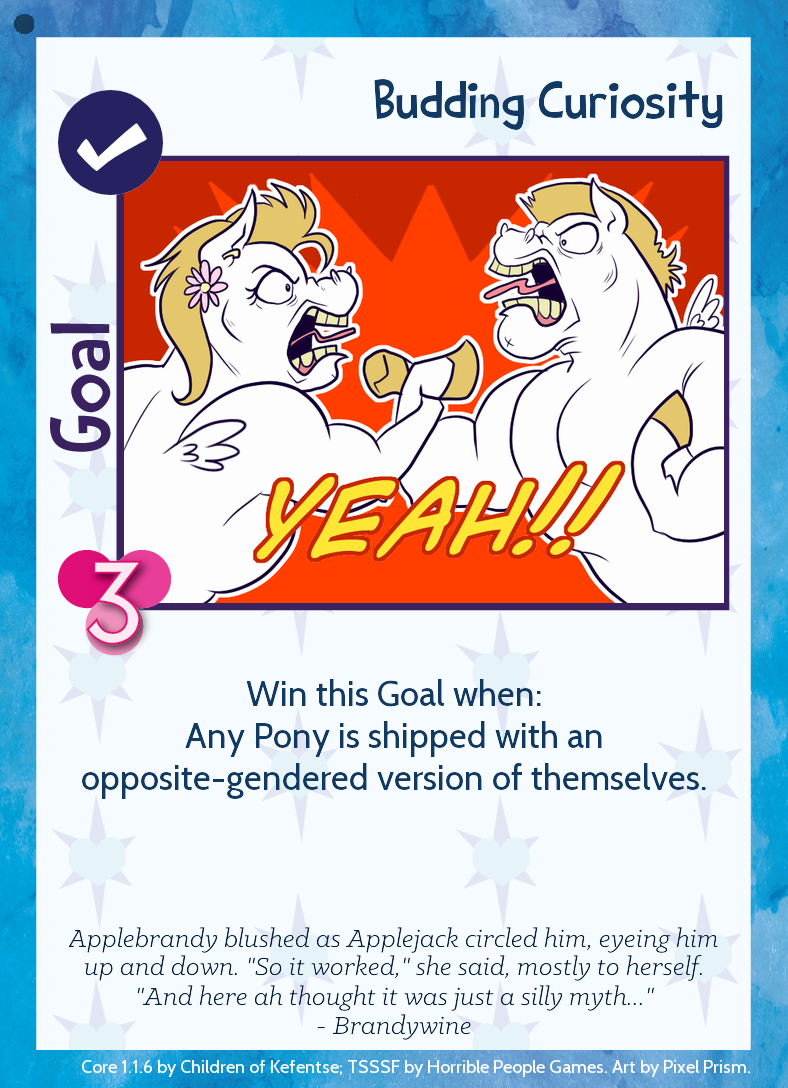 Budding Curiosity
Goal
YEAH!!
3
Win this Goal when:
Any Pony is shipped with an
opposite-gendered version of themselves.
Applebrandy blushed as Applejack circled him, eyeing him
up and down. "So it worked," she said, mostly to herself.
"And here ah thought it was just a silly myth..."
- Brandywine
Core 1.1.6 by Children of Kefentse; TSSSF by Horrible People Games. Art by Pixel Prism.